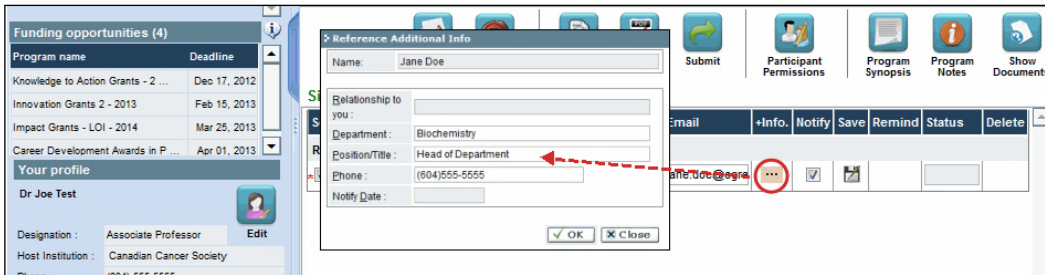 Funding opportunities (4)
Program name Deadline
Knowledge to Action Grants - 2 ... Dec 17, 2012
Innovation Grants 2 - 2013 Feb 15, 2013
Impact Grants - LOI - 2014 Mar 25, 2013
Career Development Awards in P ... Apr 01, 2013
Your profile
Dr Joe Test
Edit
Designation : Associate Professor
Host Institution : Canadian Cancer Society
Reference Additional Info
Name: Jane Doe
Relationship to
you :
Department : Biochemistry
Position/Title : Head of Department
Phone : (604)555-5555
Notify Date :
OK Close
PDF
Submit
Participant
Permissions
Program
Synopsis
Program
Notes
Show
Document
+Info. Notify Save Remind Status Delete
...